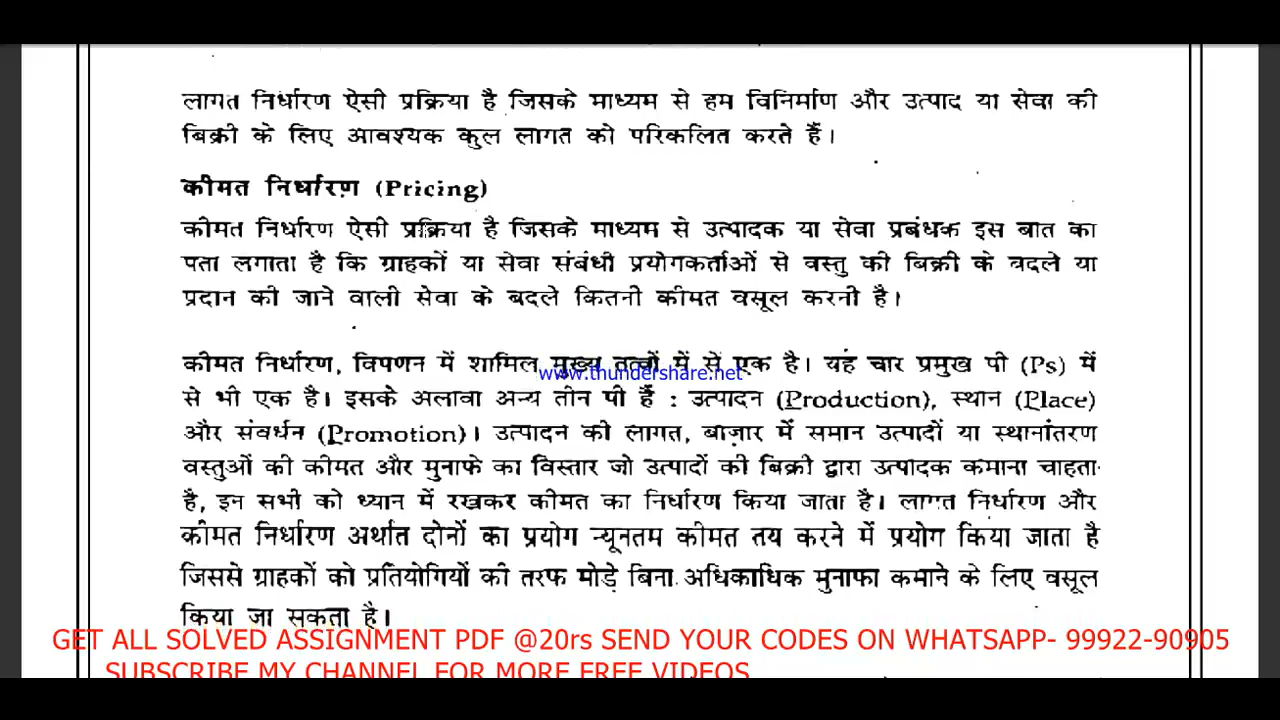 लागत निर्धारण ऐसी प्रक्रिया है जिसके माध्यम से हम विनिर्माण और उत्पाद या सेवा की
बिक्री के लिए आवश्यक कुल लागत को परिकलित करते हैं।
कीमत निर्धारण (Pricing)
कीमत निर्धारण ऐसी प्रक्रिया है जिसके माध्यम से उत्पादक या सेवा प्रबंधक इस बात का
पता लगाता है कि ग्राहकों या सेवा संबंधी प्रयोगकर्ताओं से वस्तु की बिक्री के बदले या
प्रदान की जाने वाली सेवा के बदले कितनी कीमत वसूल करनी है।
कीमत निर्धारण, विपणन में शामिल मुख्य तत्वों में से एक है। यह चार प्रमुख पी (Ps) में
www.thundershare.net
से भी एक है। इसके अलावा अन्य तीन पी हैं : उत्पादन (Production), स्थान (Place)
और संवर्धन (Promotion)। उत्पादन की लागत, बाज़ार में समान उत्पादों या स्थानांतरण
वस्तुओं की कीमत और मुनाफे का विस्तार जो उत्पादों की बिक्री द्वारा उत्पादक कमाना चाहता
है, इन सभी को ध्यान में रखकर कीमत का निर्धारण किया जाता है। लागत निर्धारण और
कीमत निर्धारण अर्थात दोनों का प्रयोग न्यूनतम कीमत तय करने में प्रयोग किया जाता है
जिससे ग्राहकों को प्रतियोगियों की तरफ मोड़े बिना अधिकाधिक मुनाफा कमाने के लिए वसूल
किया जा सकता है।
GET ALL SOLVED ASSIGNMENT PDF @20rs SEND YOUR CODES ON WHATSAPP- 99922-90905
SUBSCRIBE MY CHANNEL FOR MORE FREE VIDEOS